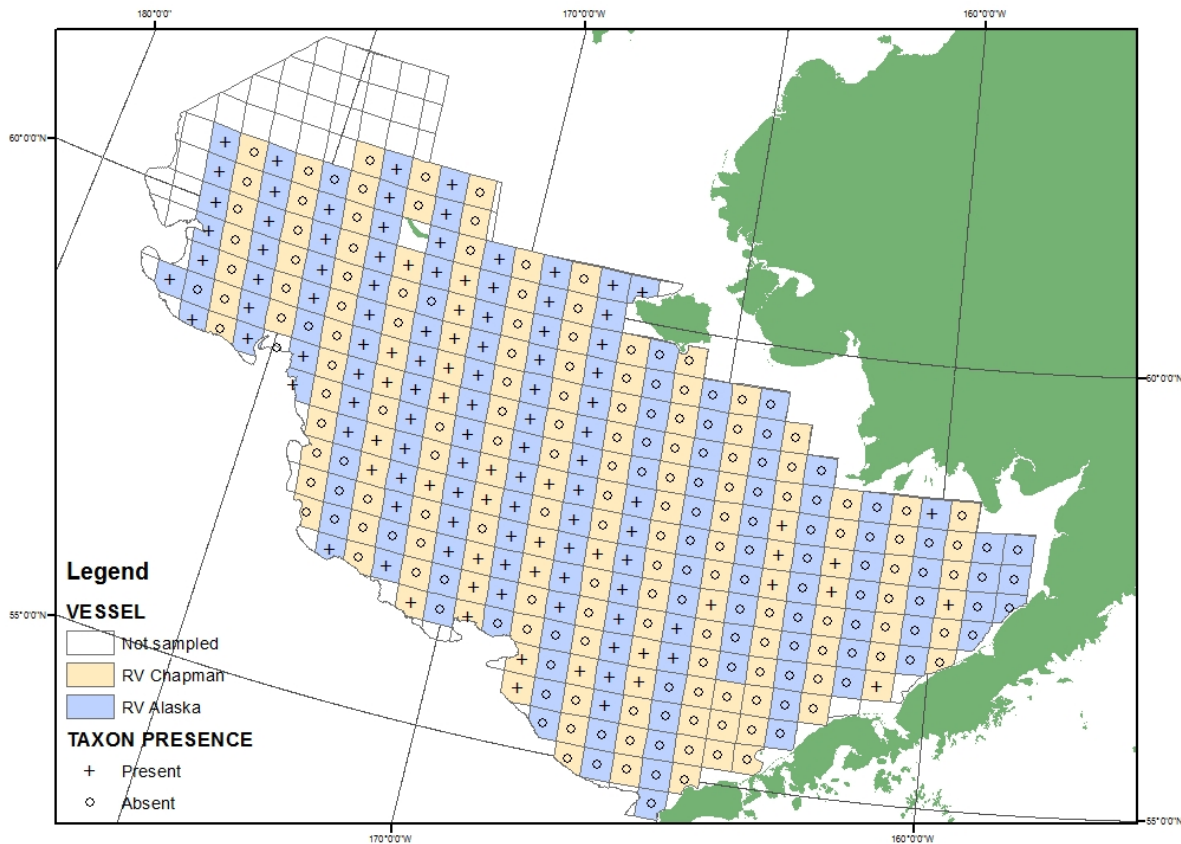 180°0'0"
170°0'0"W
160°0'0"W
60°0'0"N
60°0'0"N
Legend
VESSEL
Not sampled
RV Chapman
RV Alaska
TAXON PRESENCE
Present
Absent
55°0'0"N
55°0'0"N
170°0'0"W
160°0'0"W